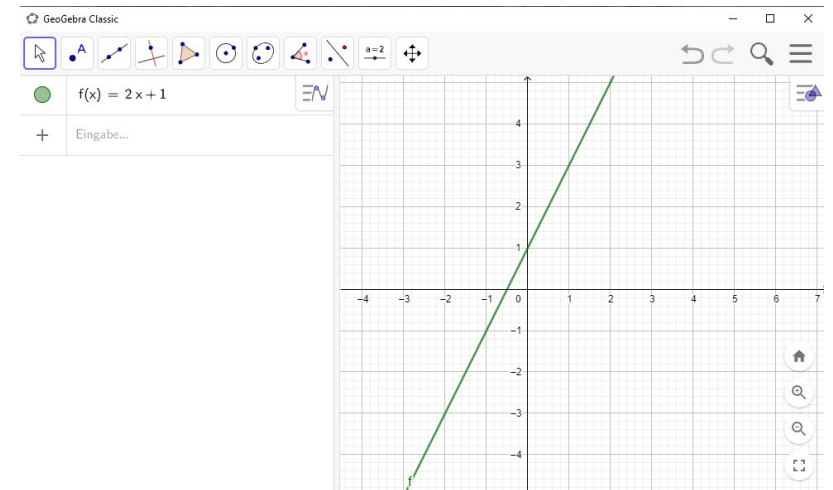 GeoGebra Classic
A
α
a=2
f(x) = 2 x + 1
Eingabe...
4
3
2
1
−4 −3 −2 −1 0 1 2 3 4 5 6 7
−1
−2
−3
−4
f